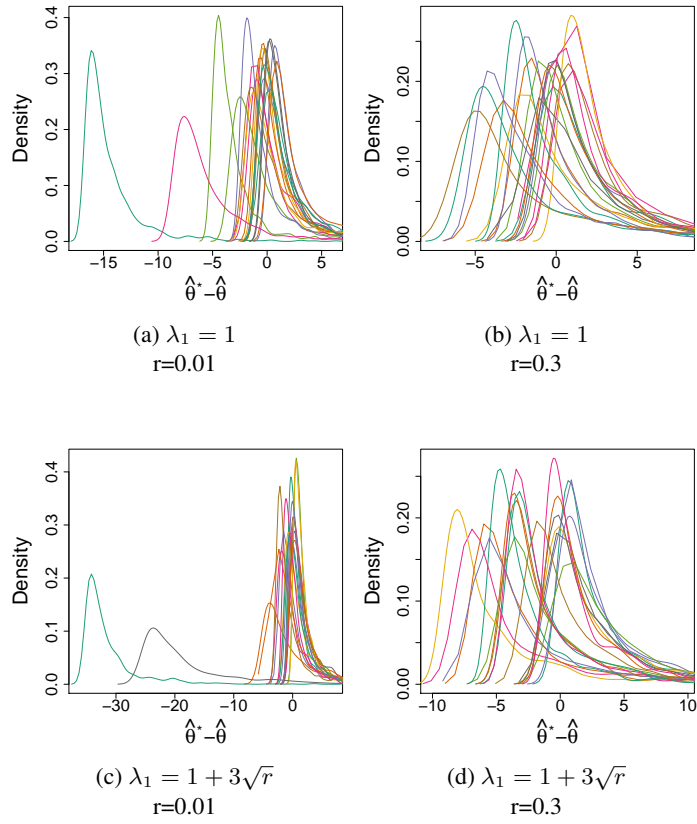 0.4
0.3
0.2
0.1
0.0
Density
−15 −10 −5 0 5
θ̂* − θ̂
(a) λ₁ = 1
r=0.01
0.20
0.10
0.00
Density
−5 0 5
θ̂* − θ̂
(b) λ₁ = 1
r=0.3
0.4
0.3
0.2
0.1
0.0
Density
−30 −20 −10 0
θ̂* − θ̂
(c) λ₁ = 1 + 3√r
r=0.01
0.20
0.10
0.00
Density
−10 −5 0 5 10
θ̂* − θ̂
(d) λ₁ = 1 + 3√r
r=0.3